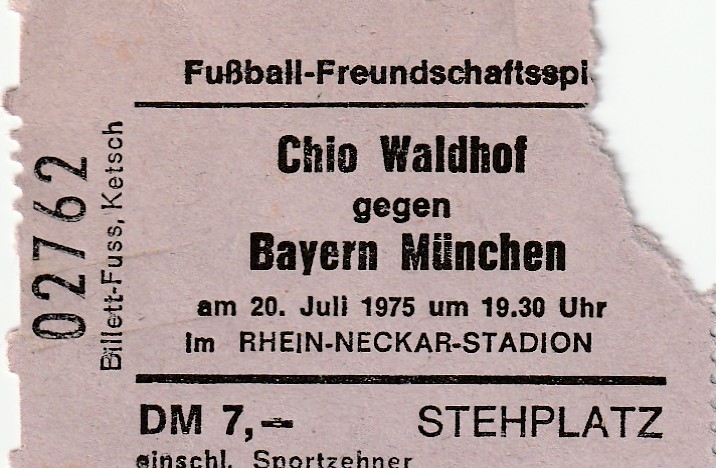 Fußball-Freundschaftsspi
Chio Waldhof
gegen
Bayern München
am 20. Juli 1975 um 19.30 Uhr
im RHEIN-NECKAR-STADION
DM 7,– STEHPLATZ
einschl. Sportzehner
02762
Billett-Fuss, Ketsch